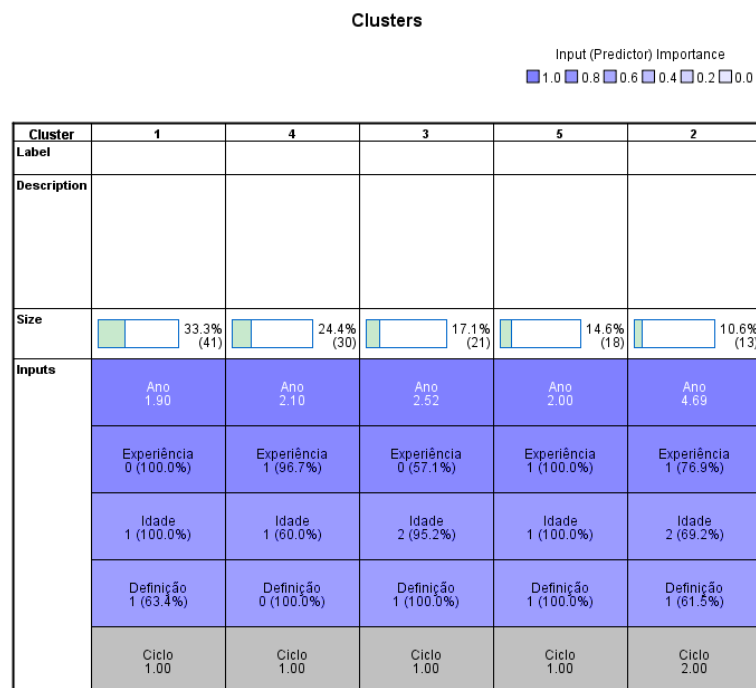 Clusters
Input (Predictor) Importance
1.0 0.8 0.6 0.4 0.2 0.0
Cluster 1 4 3 5 2
Label
Description
Size
33.3% 24.4% 17.1% 14.6% 10.6%
(41) (30) (21) (18) (13)
Inputs
Ano Ano Ano Ano Ano
1.90 2.10 2.52 2.00 4.69
Experiência Experiência Experiência Experiência Experiência
0 (100.0%) 1 (96.7%) 0 (57.1%) 1 (100.0%) 1 (76.9%)
Idade Idade Idade Idade Idade
1 (100.0%) 1 (60.0%) 2 (95.2%) 1 (100.0%) 2 (69.2%)
Definição Definição Definição Definição Definição
1 (63.4%) 0 (100.0%) 1 (100.0%) 1 (100.0%) 1 (61.5%)
Ciclo Ciclo Ciclo Ciclo Ciclo
1.00 1.00 1.00 1.00 2.00